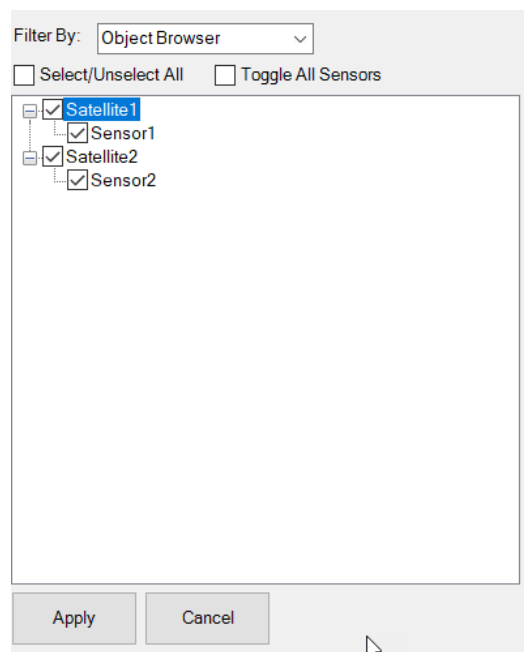 Filter By: Object Browser
Select/Unselect All Toggle All Sensors
Satellite1
Sensor1
Satellite2
Sensor2
Apply Cancel